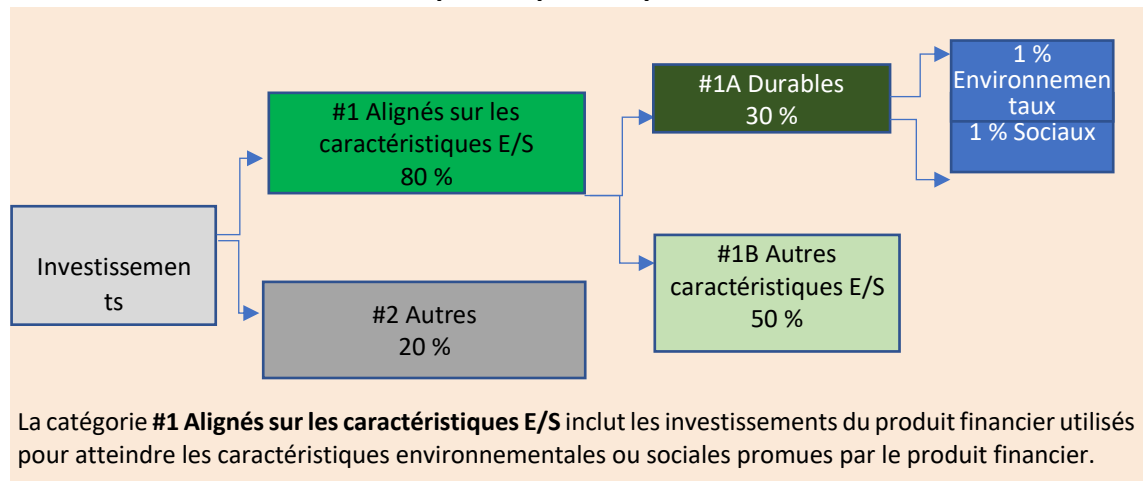 Investissemen
ts
#1 Alignés sur les
caractéristiques E/S
80 %
#2 Autres
20 %
#1A Durables
30 %
#1B Autres
caractéristiques E/S
50 %
1 %
Environnemen
taux
1 % Sociaux
La catégorie #1 Alignés sur les caractéristiques E/S inclut les investissements du produit financier utilisés
pour atteindre les caractéristiques environnementales ou sociales promues par le produit financier.